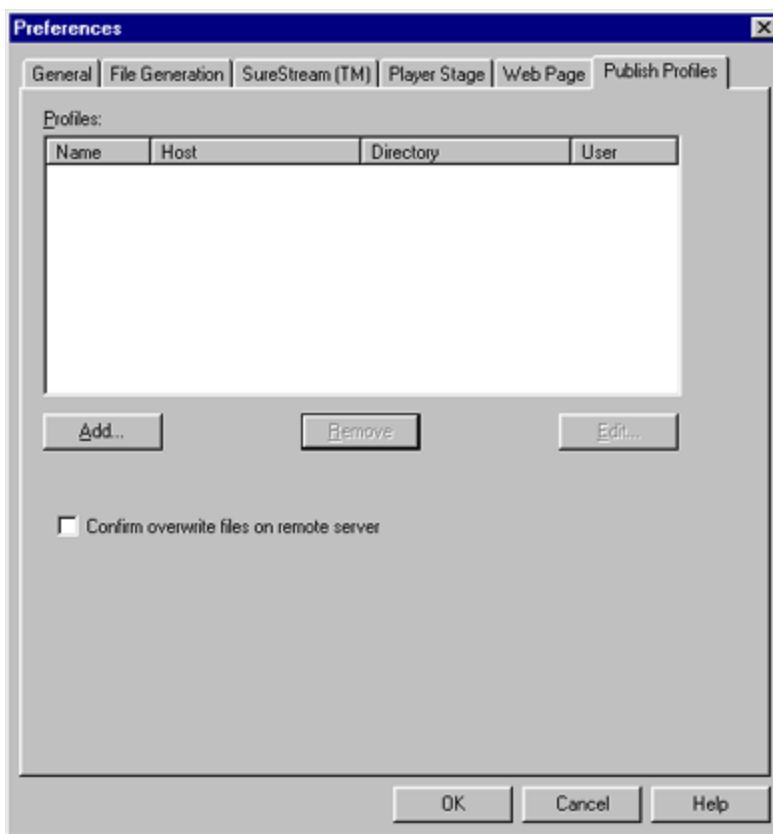 Preferences
General File Generation SureStream (TM) Player Stage Web Page Publish Profiles
Profiles:
Name Host Directory User
Add... Remove Edit...
Confirm overwrite files on remote server
OK Cancel Help